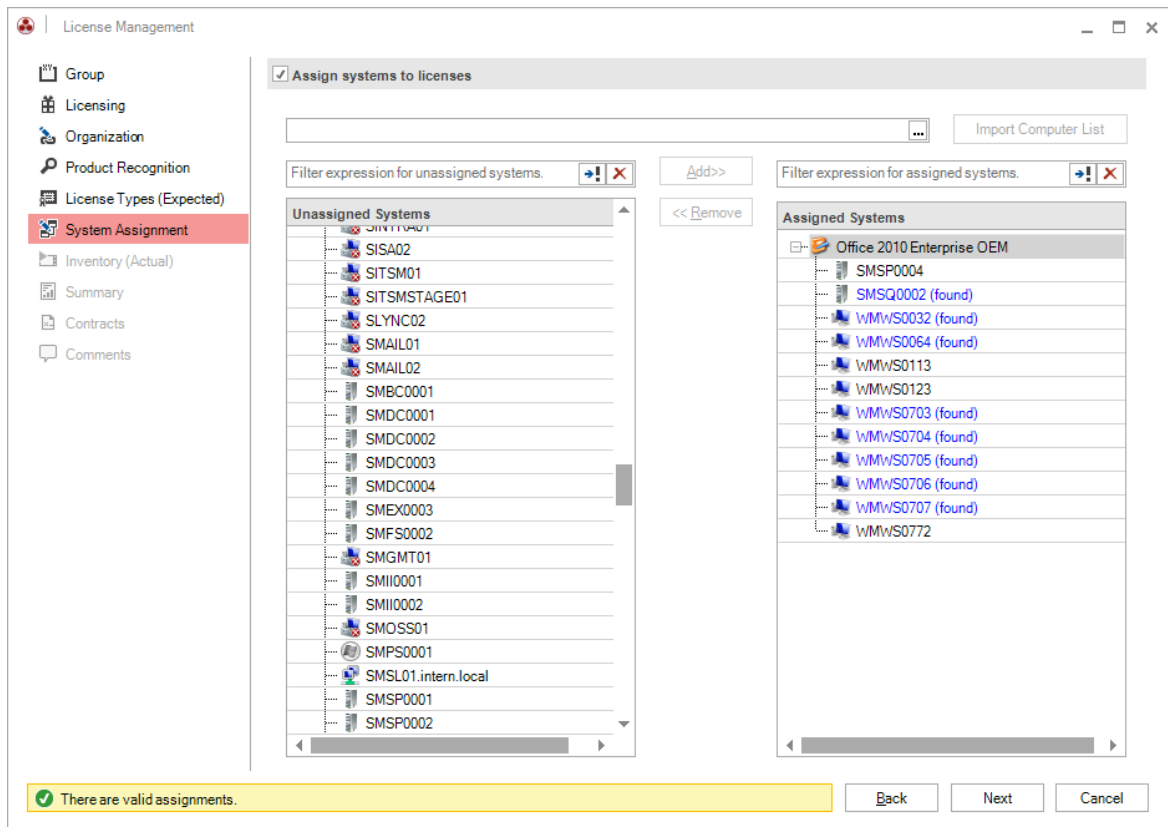 License Management
Group
Licensing
Organization
Product Recognition
License Types (Expected)
System Assignment
Inventory (Actual)
Summary
Contracts
Comments
Assign systems to licenses
...
Import Computer List
Filter expression for unassigned systems.
Add>>
<< Remove
Filter expression for assigned systems.
Unassigned Systems
SINTRA01
SISA02
SITSM01
SITSMSTAGE01
SLYNC02
SMAIL01
SMAIL02
SMBC0001
SMDC0001
SMDC0002
SMDC0003
SMDC0004
SMEX0003
SMFS0002
SMGMT01
SMII0001
SMII0002
SMOSS01
SMPS0001
SMSL01.intern.local
SMSP0001
SMSP0002
Assigned Systems
Office 2010 Enterprise OEM
SMSP0004
SMSQ0002 (found)
WMWS0032 (found)
WMWS0064 (found)
WMWS0113
WMWS0123
WMWS0703 (found)
WMWS0704 (found)
WMWS0705 (found)
WMWS0706 (found)
WMWS0707 (found)
WMWS0772
There are valid assignments.
Back
Next
Cancel